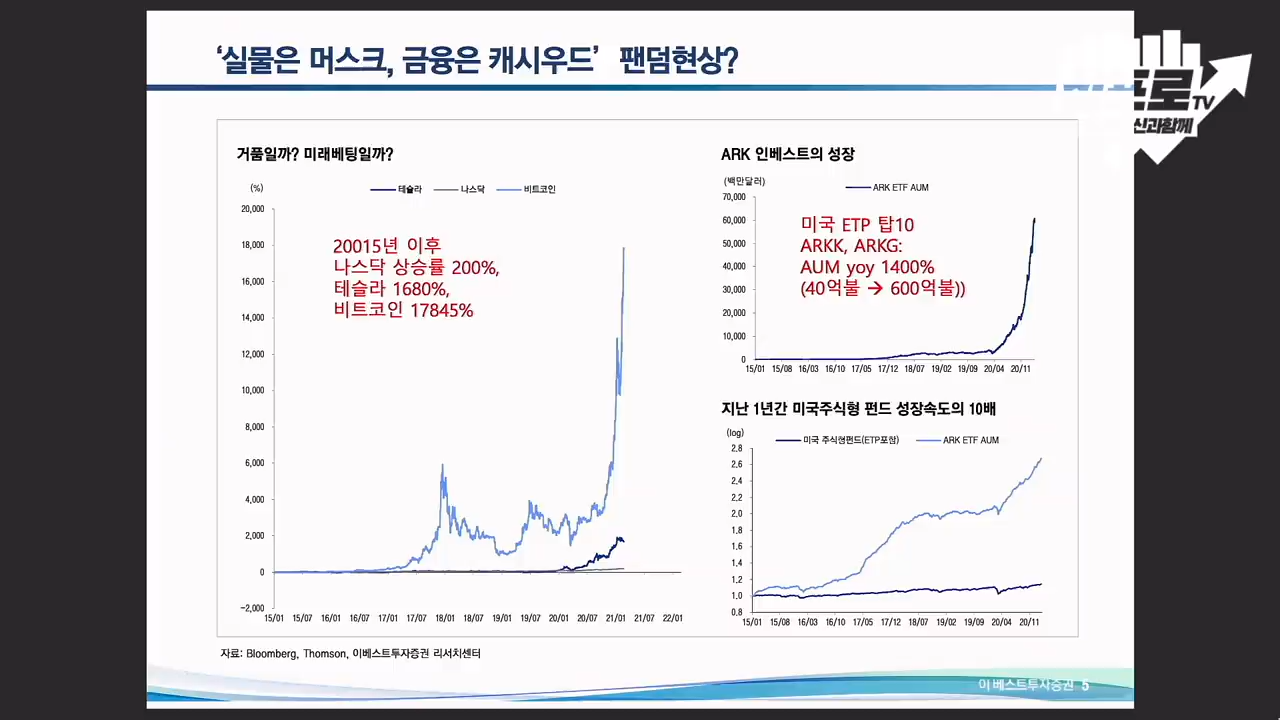 ‘실물은 머스크, 금융은 캐시우드’ 팬덤현상?
프로TV
신과함께
거품일까? 미래베팅일까?
(%)
테슬라 나스닥 비트코인
20,000
18,000
16,000
14,000
12,000
10,000
8,000
6,000
4,000
2,000
0
-2,000
15/01 15/07 16/01 16/07 17/01 17/07 18/01 18/07 19/01 19/07 20/01 20/07 21/01 21/07 22/01
20015년 이후
나스닥 상승률 200%,
테슬라 1680%,
비트코인 17845%
ARK 인베스트의 성장
(백만달러)
ARK ETF AUM
70,000
60,000
50,000
40,000
30,000
20,000
10,000
0
15/01 15/08 16/03 16/10 17/05 17/12 18/07 19/02 09/09 20/04 20/11
미국 ETP 탑10
ARKK, ARKG:
AUM yoy 1400%
(40억불 → 600억불))
지난 1년간 미국주식형 펀드 성장속도의 10배
(log)
미국 주식형펀드(ETP포함) ARK ETF AUM
2.8
2.6
2.4
2.2
2.0
1.8
1.6
1.4
1.2
1.0
0.8
15/01 15/08 16/03 16/10 17/05 17/12 18/07 19/02 19/09 20/04 20/11
자료: Bloomberg, Thomson, 이베스트투자증권 리서치센터
이베스트투자증권 5